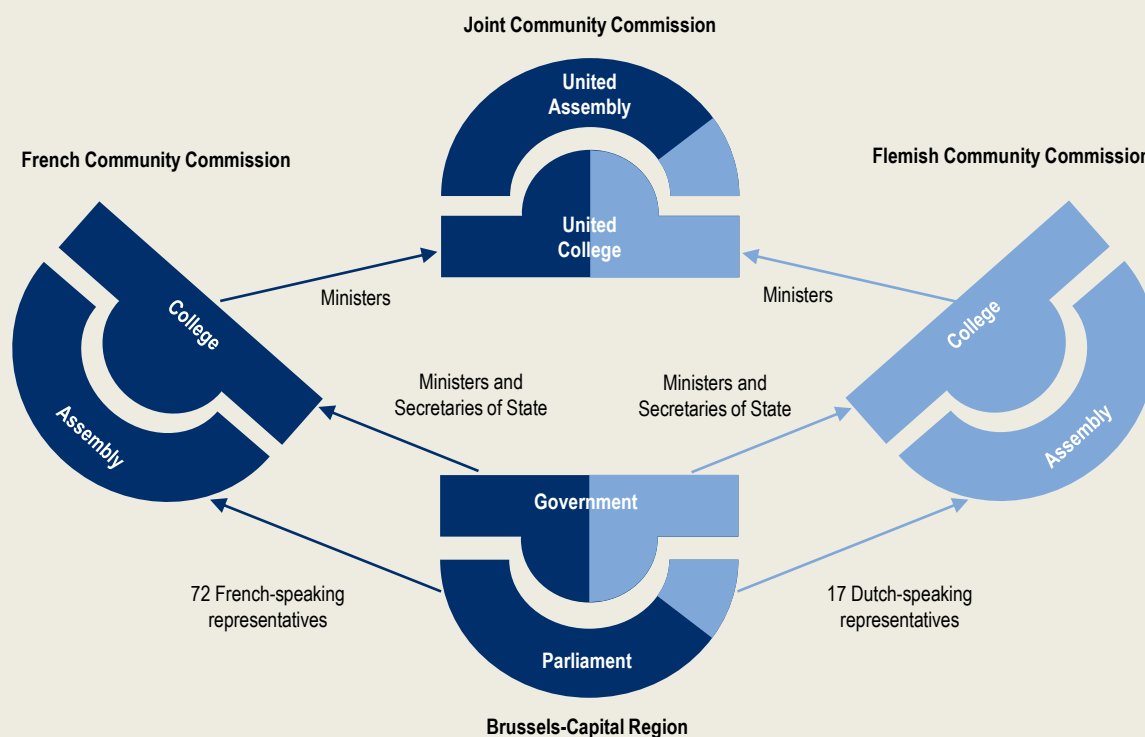 Joint Community Commission
United
Assembly
French Community Commission
Flemish Community Commission
United
College
Ministers
Ministers
College
College
Assembly
Assembly
Ministers and
Secretaries of State
Ministers and
Secretaries of State
Government
72 French-speaking
representatives
17 Dutch-speaking
representatives
Parliament
Brussels-Capital Region